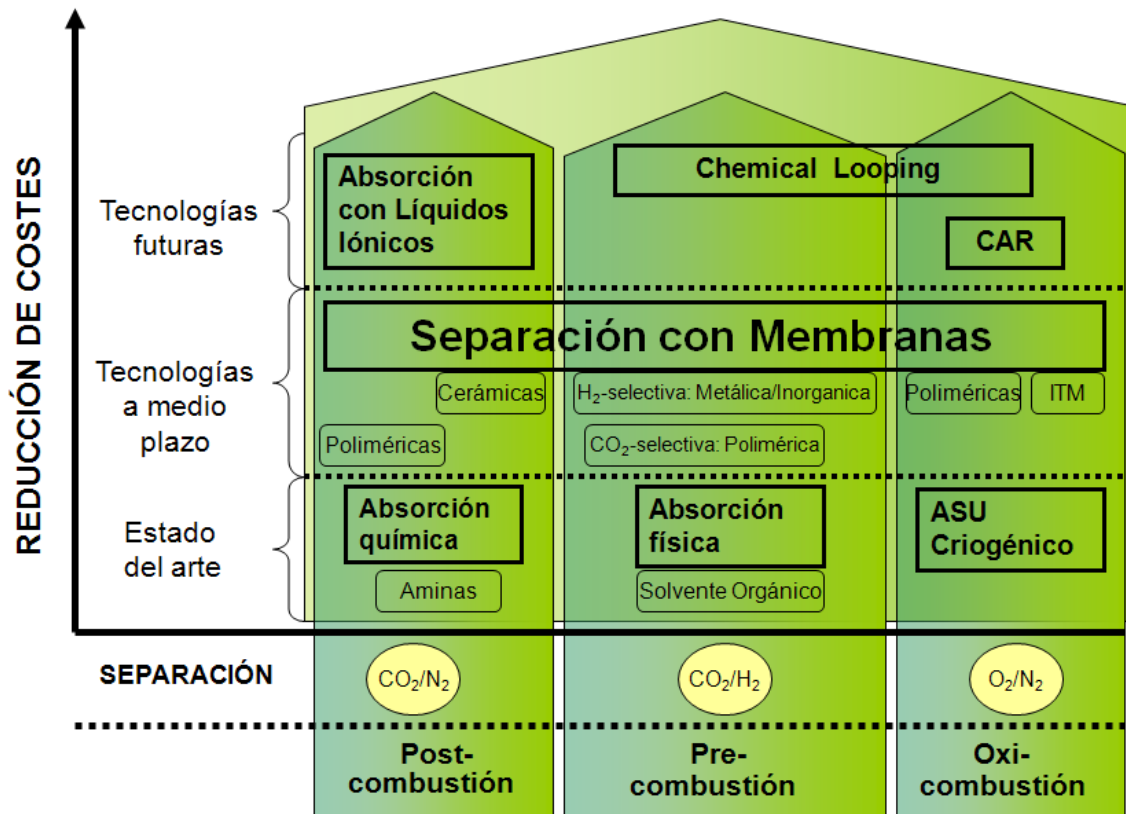 REDUCCIÓN DE COSTES
Tecnologías
futuras
Absorción
con Líquidos
Iónicos
Chemical Looping
CAR
Tecnologías
a medio
plazo
Separación con Membranas
Cerámicas
H₂-selectiva: Metálica/Inorganica
Poliméricas
ITM
Poliméricas
CO₂-selectiva: Polimérica
Estado
del arte
Absorción
química
Aminas
Absorción
física
Solvente Orgánico
ASU
Criogénico
SEPARACIÓN
CO₂/N₂
CO₂/H₂
O₂/N₂
Post-
combustión
Pre-
combustión
Oxi-
combustión